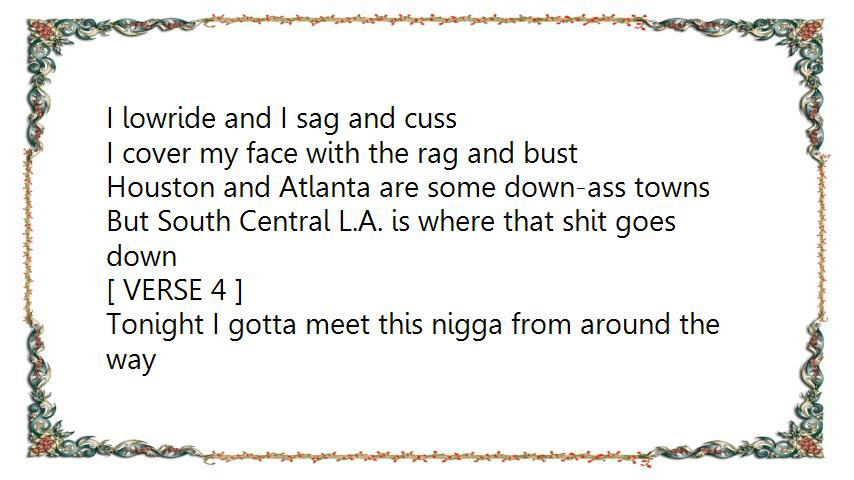 I lowride and I sag and cuss
I cover my face with the rag and bust
Houston and Atlanta are some down-ass towns
But South Central L.A. is where that shit goes
down
[ VERSE 4 ]
Tonight I gotta meet this nigga from around the
way